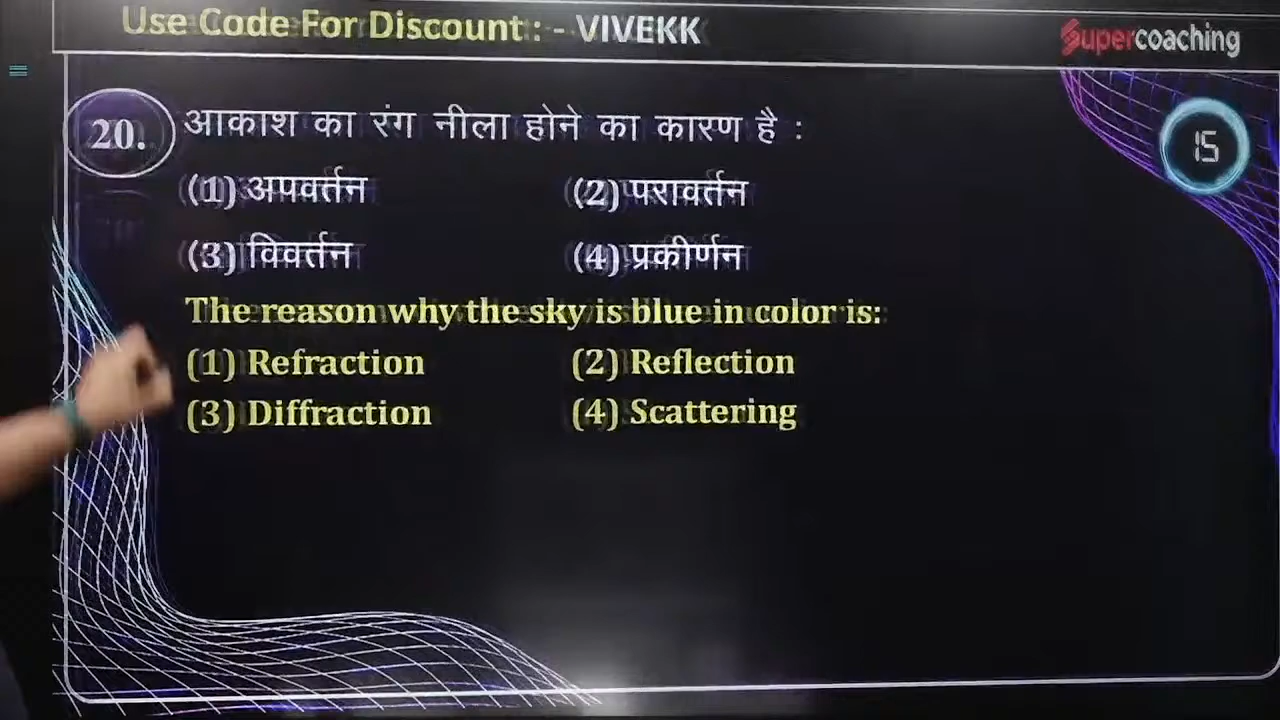 Use Code For Discount : - VIVEKK
Supercoaching
20. आकाश का रंग नीला होने का कारण है :
15
(1) अपवर्तन (2) परावर्तन
(3) विवर्तन (4) प्रकीर्णन
The reason why the sky is blue in color is:
(1) Refraction (2) Reflection
(3) Diffraction (4) Scattering